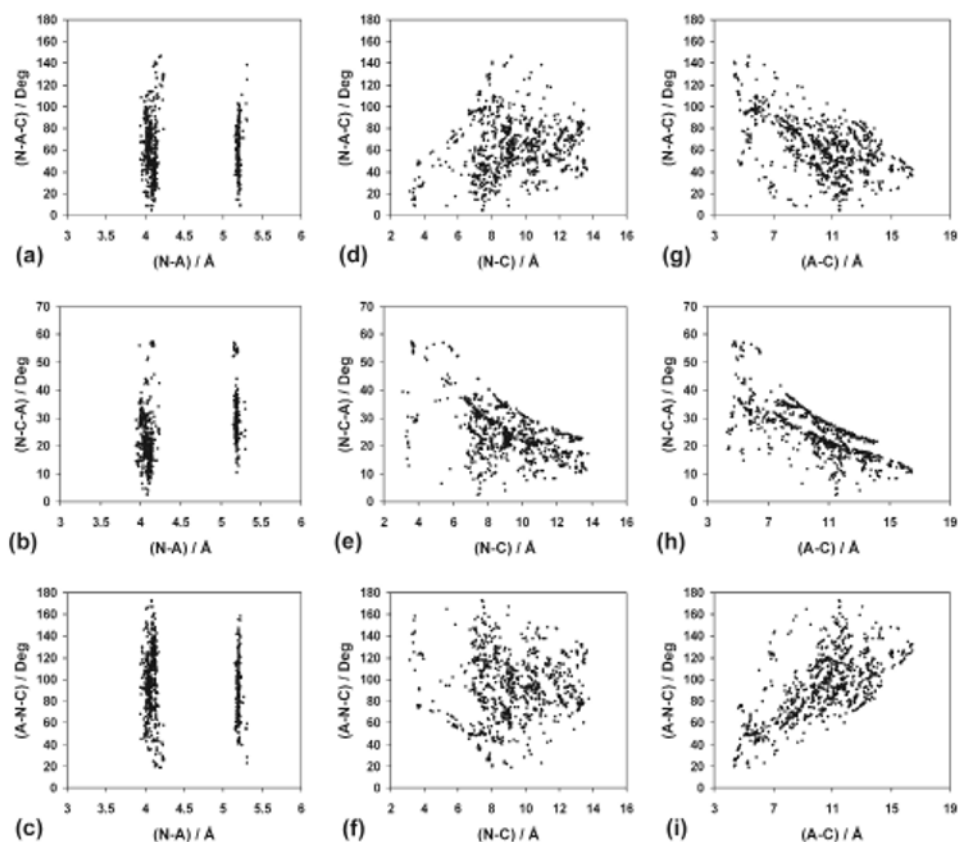 180 160 140 120 100 80 60 40 20 0
(N-A-C) / Deg
3 3.5 4 4.5 5 5.5 6
(a) (N-A) / Å
180 160 140 120 100 80 60 40 20 0
(N-A-C) / Deg
2 4 6 8 10 12 14 16
(d) (N-C) / Å
180 160 140 120 100 80 60 40 20 0
(N-A-C) / Deg
3 7 11 15 19
(g) (A-C) / Å
70 60 50 40 30 20 10 0
(N-C-A) / Deg
3 3.5 4 4.5 5 5.5 6
(b) (N-A) / Å
70 60 50 40 30 20 10 0
(N-C-A) / Deg
2 4 6 8 10 12 14 16
(e) (N-C) / Å
70 60 50 40 30 20 10 0
(N-C-A) / Deg
3 7 11 15 19
(h) (A-C) / Å
180 160 140 120 100 80 60 40 20 0
(A-N-C) / Deg
3 3.5 4 4.5 5 5.5 6
(c) (N-A) / Å
180 160 140 120 100 80 60 40 20 0
(A-N-C) / Deg
2 4 6 8 10 12 14 16
(f) (N-C) / Å
180 160 140 120 100 80 60 40 20 0
(A-N-C) / Deg
3 7 11 15 19
(i) (A-C) / Å